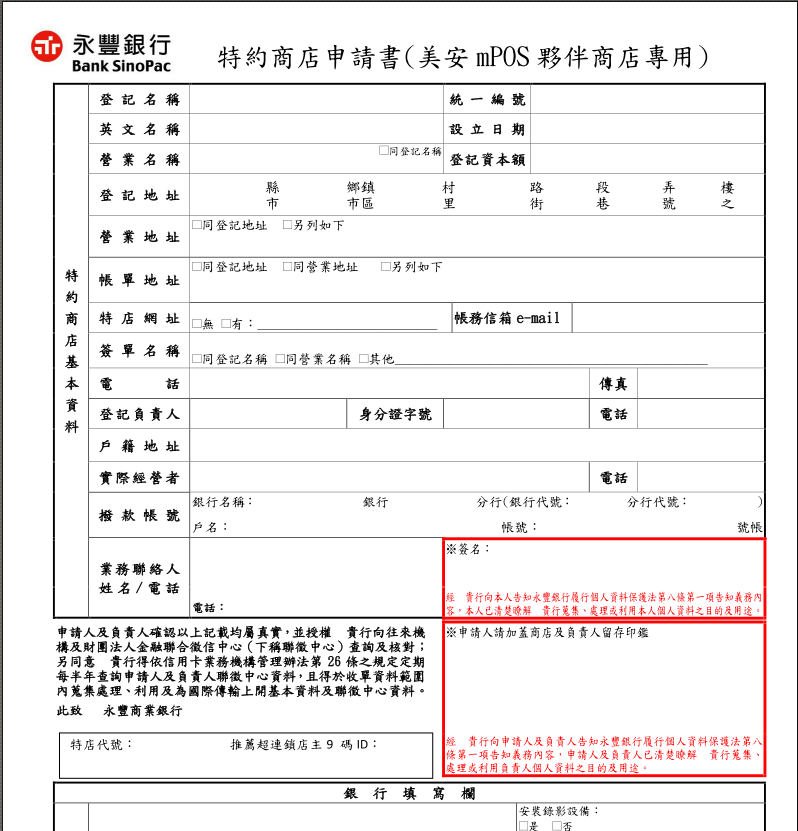 永豐銀行
Bank SinoPac
特約商店申請書(美安 mPOS 夥伴商店專用)
特約商店基本資料
登記名稱 統一編號
英文名稱 設立日期
營業名稱 □同登記名稱 登記資本額
登記地址 縣市 鄉鎮市區 村里 路街 段巷 弄號 樓之
營業地址 □同登記地址 □另列如下
帳單地址 □同登記地址 □同營業地址 □另列如下
特店網址 □無 □有：____________ 帳務信箱 e-mail
簽單名稱 □同登記名稱 □同營業名稱 □其他____________
電話 傳真
登記負責人 身分證字號 電話
戶籍地址
實際經營者 電話
撥款帳號 銀行名稱： 銀行 分行(銀行代號： 分行代號： )
戶名： 帳號： 號帳
業務聯絡人
姓名/電話
電話：
※簽名：
經 貴行向本人告知永豐銀行履行個人資料保護法第八條第一項告知義務內
容，本人已清楚瞭解 貴行蒐集、處理或利用本人個人資料之目的及用途。
申請人及負責人確認以上記載均屬真實，並授權 貴行向往來機
構及財團法人金融聯合徵信中心（下稱聯徵中心）查詢及核對；
另同意 貴行得依信用卡業務機構管理辦法第 26 條之規定定期
每半年查詢申請人及負責人聯徵中心資料，且得於收單資料範圍
內蒐集處理、利用及為國際傳輸上開基本資料及聯徵中心資料。
此致 永豐商業銀行
※申請人請加蓋商店及負責人留存印鑑
經 貴行向申請人及負責人告知永豐銀行履行個人資料保護法第八
條第一項告知義務內容，申請人及負責人已清楚瞭解 貴行蒐集、
處理或利用負責人個人資料之目的及用途。
特店代號： 推薦超連鎖店主 9 碼 ID：
銀行填寫欄
安裝錄影設備：
□是 □否